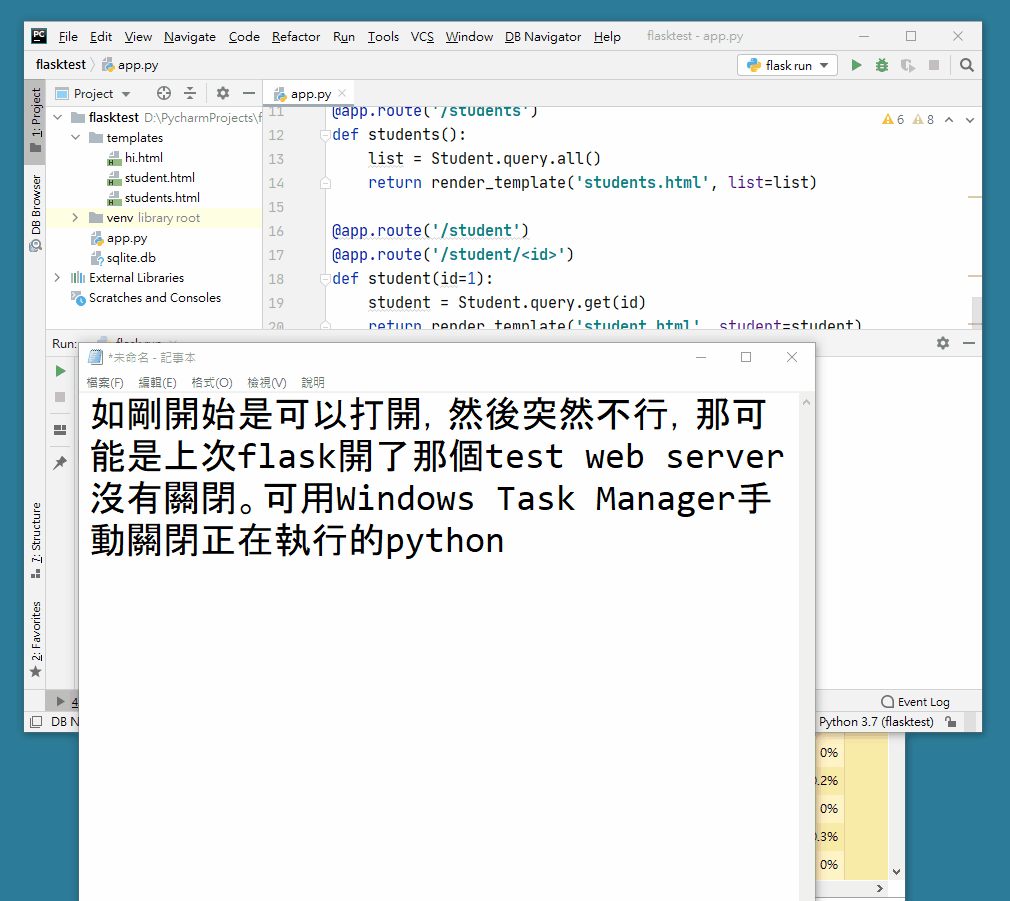 File Edit View Navigate Code Refactor Run Tools VCS Window DB Navigator Help flasktest - app.py
flasktest app.py flask run
1: Project
Project
app.py
flasktest D:\PycharmProjects\f
templates
hi.html
student.html
students.html
venv library root
app.py
sqlite.db
External Libraries
Scratches and Consoles
DB Browser
11 @app.route('/students')
6 8
12 def students():
13 list = Student.query.all()
14 return render_template('students.html', list=list)
15
16 @app.route('/student')
17 @app.route('/student/<id>')
18 def student(id=1):
19 student = Student.query.get(id)
20 return render_template('student.html', student=student)
Run: flask run
*未命名 - 記事本
檔案(F) 編輯(E) 格式(O) 檢視(V) 說明
如剛開始是可以打開, 然後突然不行, 那可
能是上次flask開了那個test web server
沒有關閉。可用Windows Task Manager手
動關閉正在執行的python
7: Structure
2: Favorites
4
Event Log
DB N
Python 3.7 (flasktest)
0%
0.2%
0%
0.3%
0%